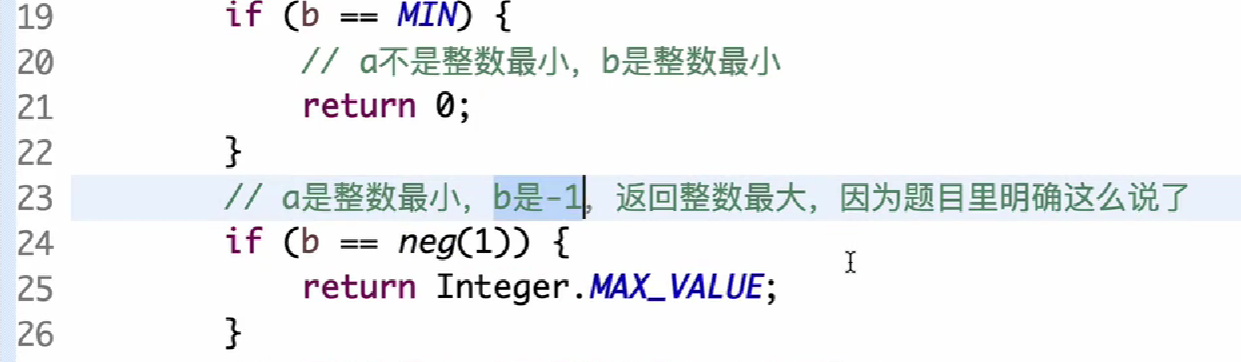 19 if (b == MIN) {
20 // a不是整数最小，b是整数最小
21 return 0;
22 }
23 // a是整数最小，b是-1，返回整数最大，因为题目里明确这么说了
24 if (b == neg(1)) {
25 return Integer.MAX_VALUE;
26 }